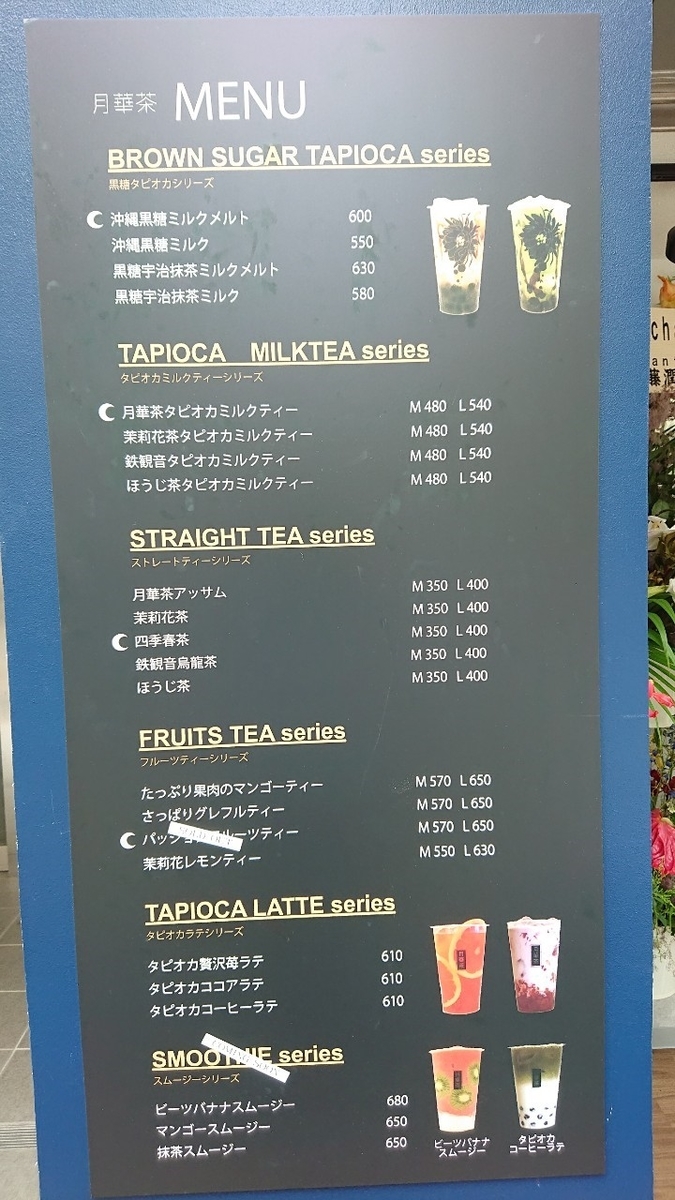 月華茶 MENU
BROWN SUGAR TAPIOCA series
黒糖タピオカシリーズ
沖縄黒糖ミルクメルト 600
沖縄黒糖ミルク 550
黒糖宇治抹茶ミルクメルト 630
黒糖宇治抹茶ミルク 580
TAPIOCA MILKTEA series
タピオカミルクティーシリーズ
月華茶タピオカミルクティー M 480 L 540
茉莉花茶タピオカミルクティー M 480 L 540
鉄観音タピオカミルクティー M 480 L 540
ほうじ茶タピオカミルクティー M 480 L 540
STRAIGHT TEA series
ストレートティーシリーズ
月華茶アッサム M 350 L 400
茉莉花茶 M 350 L 400
四季春茶 M 350 L 400
鉄観音烏龍茶 M 350 L 400
ほうじ茶 M 350 L 400
FRUITS TEA series
フルーツティーシリーズ
たっぷり果肉のマンゴーティー M 570 L 650
さっぱりグレフルティー M 570 L 650
SOLD OUT
パッションフルーツティー M 570 L 650
茉莉花レモンティー M 550 L 630
TAPIOCA LATTE series
タピオカラテシリーズ
タピオカ贅沢苺ラテ 610
タピオカココアラテ 610
タピオカコーヒーラテ 610
COMING SOON
SMOOTHIE series
スムージーシリーズ
ビーツバナナスムージー 680
マンゴースムージー 650
抹茶スムージー 650
ビーツバナナ
スムージー
タピオカ
コーヒーラテ